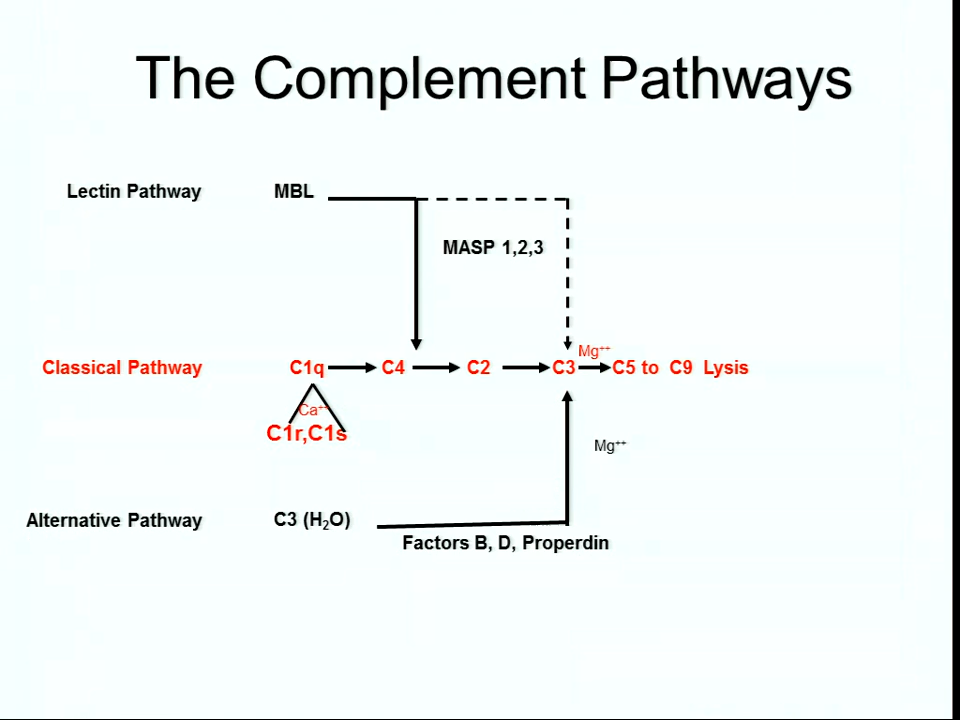 The Complement Pathways
Lectin Pathway MBL
MASP 1,2,3
Mg⁺⁺
Classical Pathway C1q C4 C2 C3 C5 to C9 Lysis
Ca⁺⁺
C1r,C1s
Mg⁺⁺
Alternative Pathway C3 (H₂O)
Factors B, D, Properdin